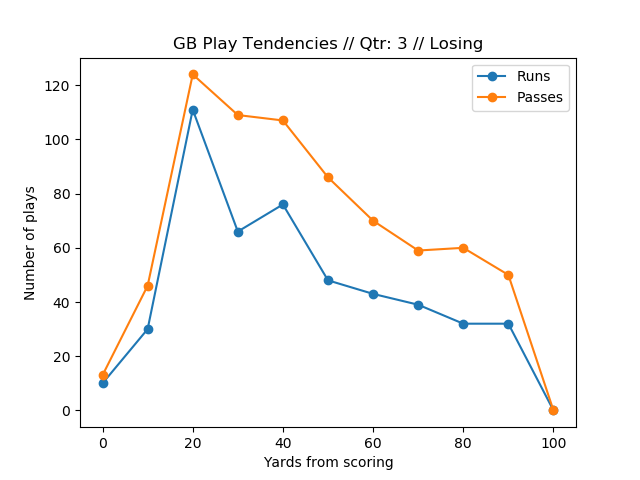 GB Play Tendencies // Qtr: 3 // Losing
Runs
Passes
Number of plays
120
100
80
60
40
20
0
0 20 40 60 80 100
Yards from scoring